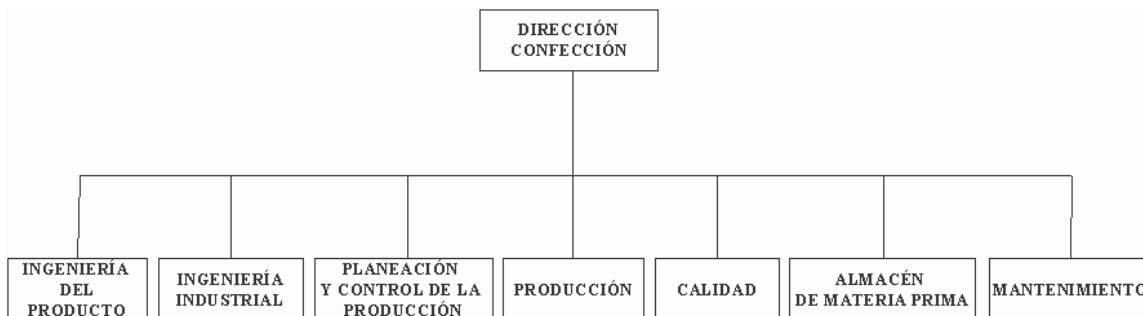 DIRECCIÓN
CONFECCIÓN
INGENIERÍA
DEL
PRODUCTO
INGENIERÍA
INDUSTRIAL
PLANEACIÓN
Y CONTROL DE LA
PRODUCCIÓN
PRODUCCIÓN
CALIDAD
ALMACÉN
DE MATERIA PRIMA
MANTENIMIENTO